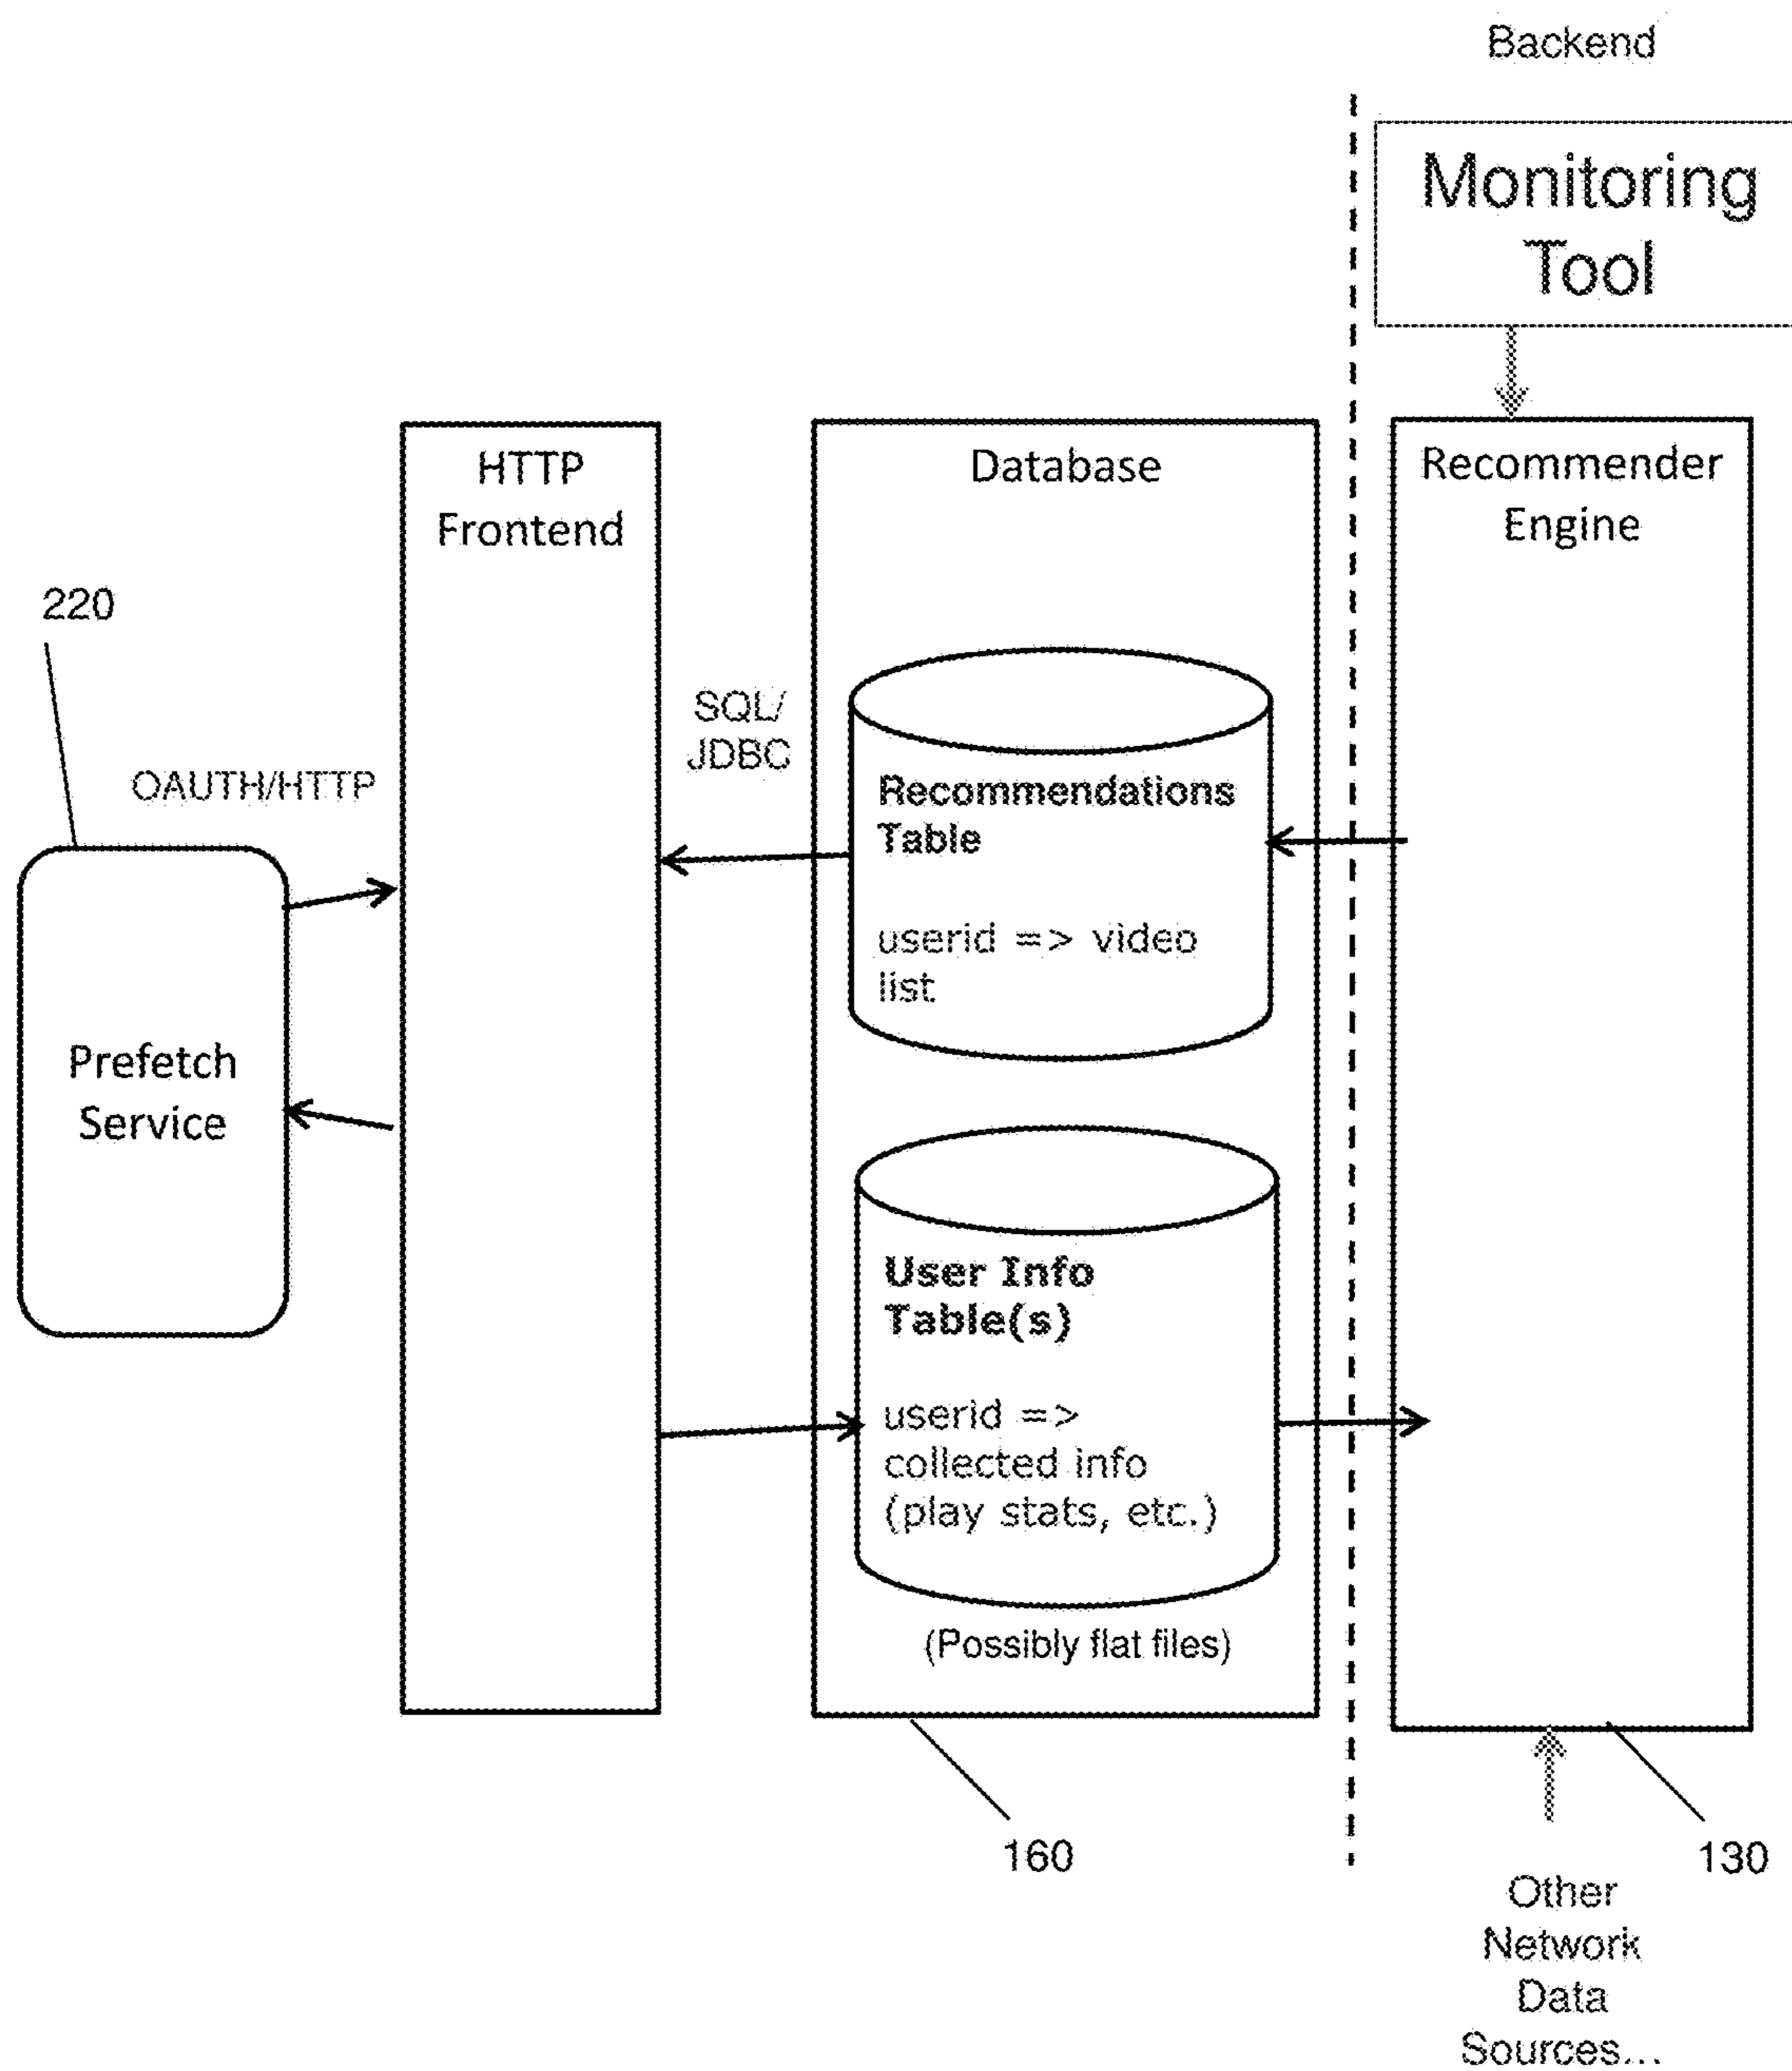 Backend
Monitoring
Tool
HTTP
Frontend
Database
Recommender
Engine
220
OAUTH/HTTP
SQL/
JDBC
Recommendations
Table
userid => video
list
Prefetch
Service
User Info
Table(s)
userid =>
collected info
(play stats, etc.)
(Possibly flat files)
160
130
Other
Network
Data
Sources...